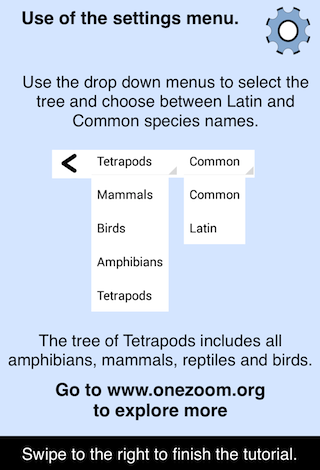 Use of the settings menu.
Use the drop down menus to select the
tree and choose between Latin and
Common species names.
Tetrapods Common
Mammals Common
Birds Latin
Amphibians
Tetrapods
The tree of Tetrapods includes all
amphibians, mammals, reptiles and birds.
Go to www.onezoom.org
to explore more
Swipe to the right to finish the tutorial.